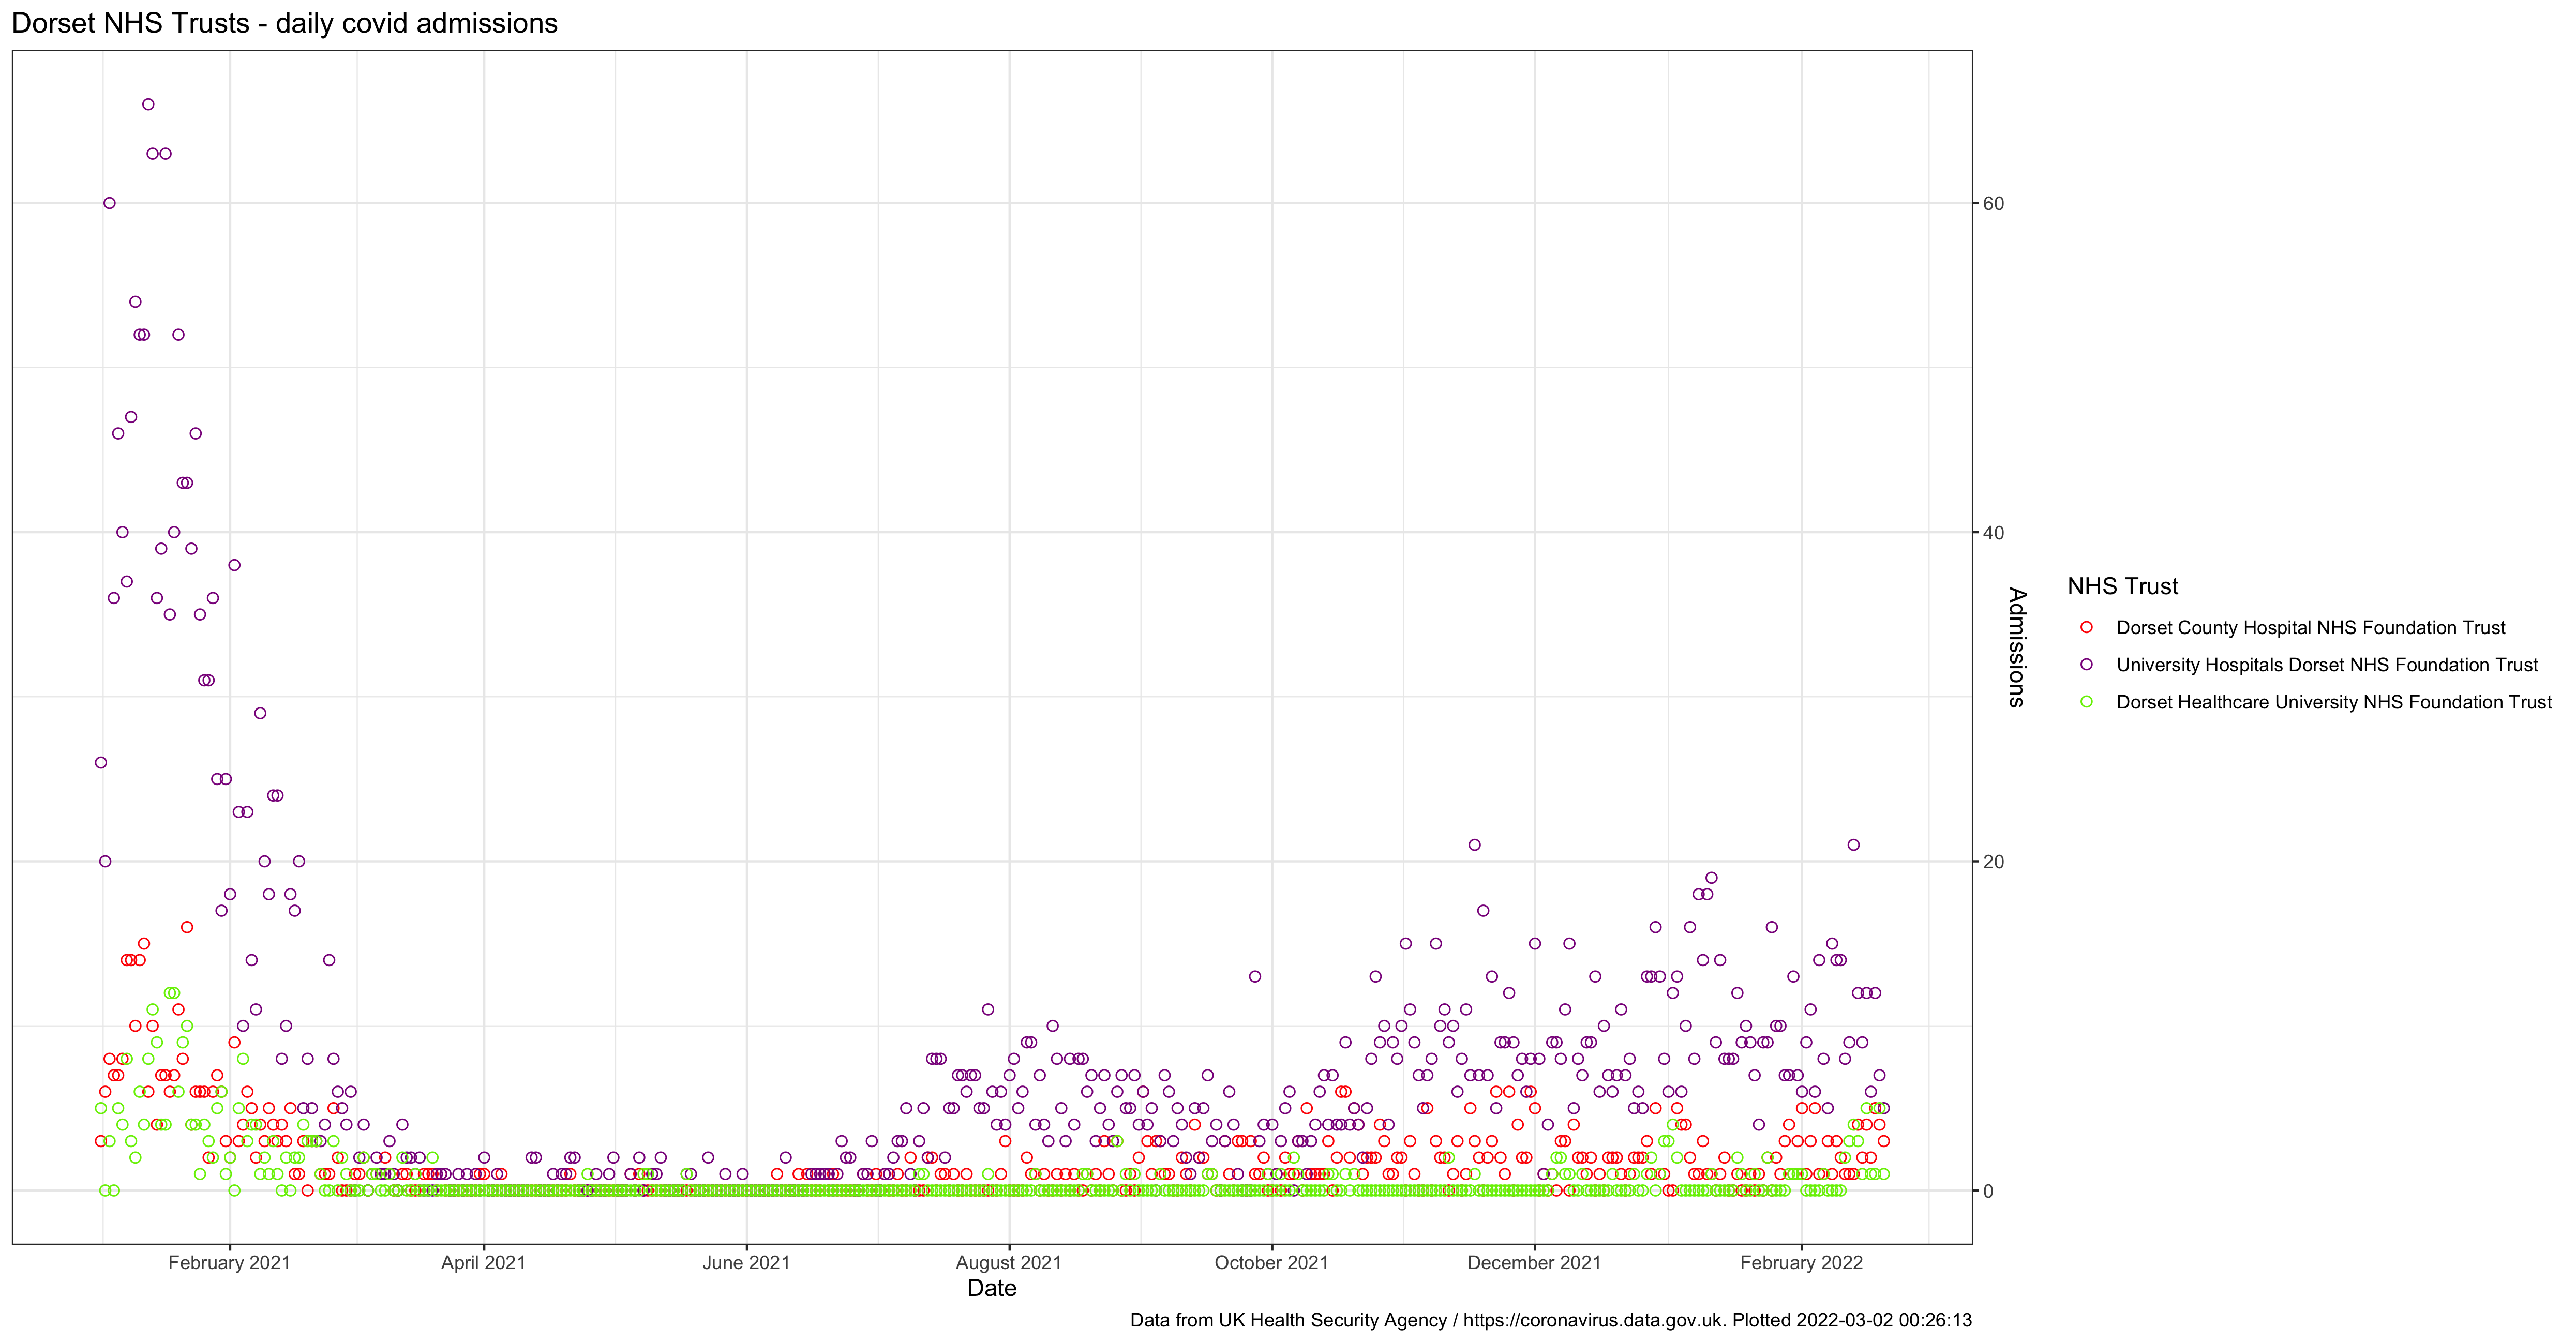 Dorset NHS Trusts - daily covid admissions
60
40
20
0
Admissions
NHS Trust
Dorset County Hospital NHS Foundation Trust
University Hospitals Dorset NHS Foundation Trust
Dorset Healthcare University NHS Foundation Trust
February 2021 April 2021 June 2021 August 2021 October 2021 December 2021 February 2022
Date
Data from UK Health Security Agency / https://coronavirus.data.gov.uk. Plotted 2022-03-02 00:26:13